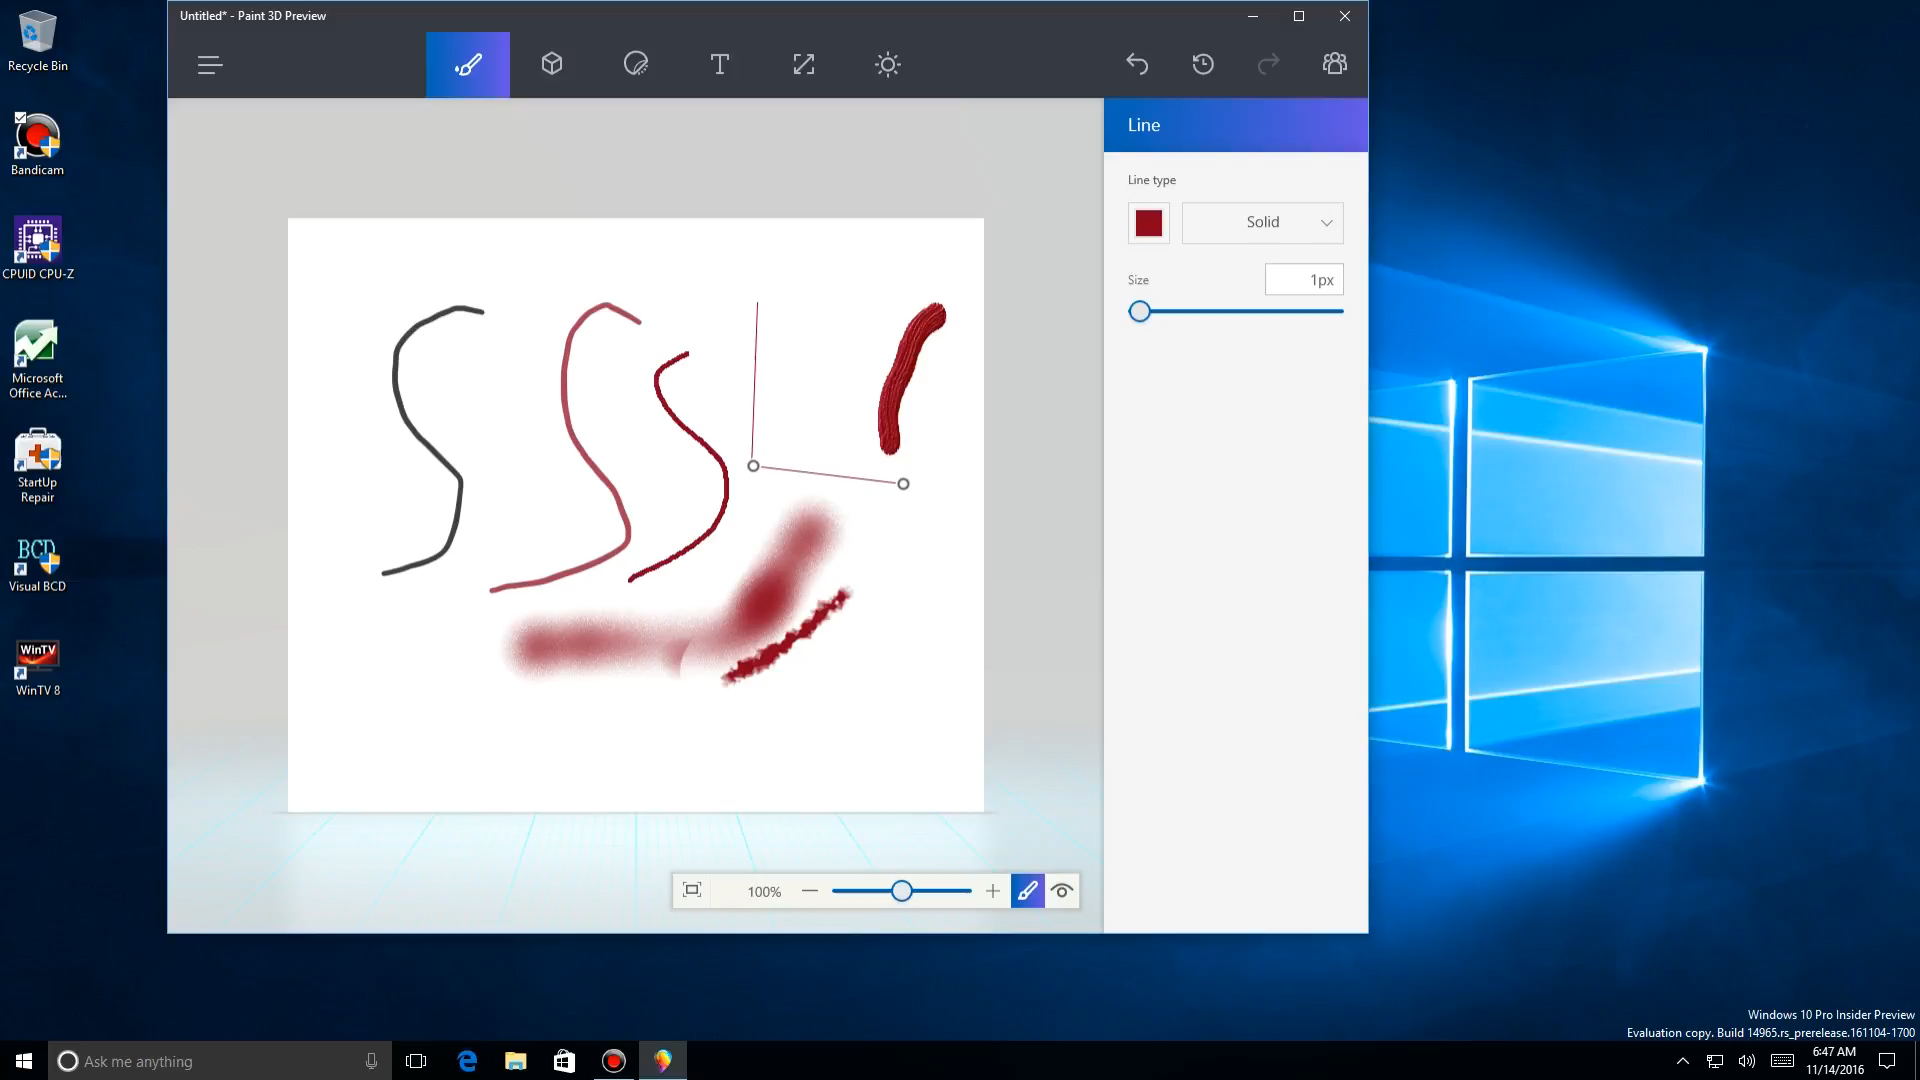 Untitled* - Paint 3D Preview
Recycle Bin
Bandicam
CPUID CPU-Z
Microsoft
Office Ac...
StartUp
Repair
BCD
Visual BCD
WinTV
WinTV 8
T
Line
Line type
Solid
Size
1px
100%
Windows 10 Pro Insider Preview
Evaluation copy. Build 14965.rs_prerelease.161104-1700
Ask me anything
6:47 AM
11/14/2016